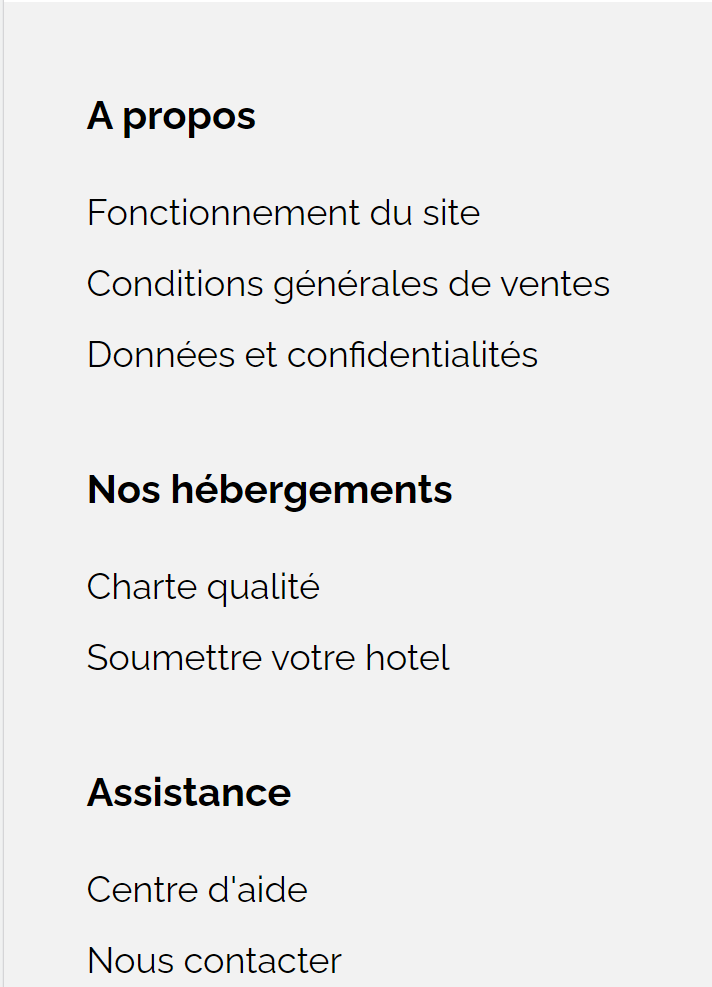 A propos
Fonctionnement du site
Conditions générales de ventes
Données et confidentialités
Nos hébergements
Charte qualité
Soumettre votre hotel
Assistance
Centre d'aide
Nous contacter